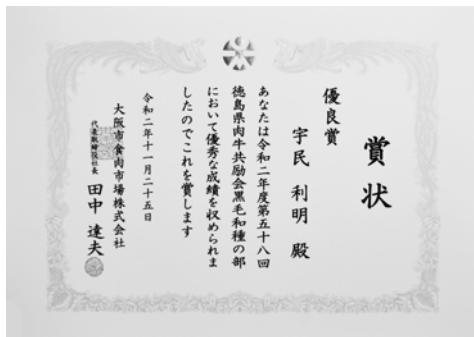 賞状
優良賞
宇民 利明 殿
あなたは令和二年度第五十八回
徳島県肉牛共励会黒毛和種の部
において優秀な成績を収められま
したのでこれを賞します
令和二年十一月二十五日
大阪市食肉市場株式会社
代表取締役社長 田中 達夫